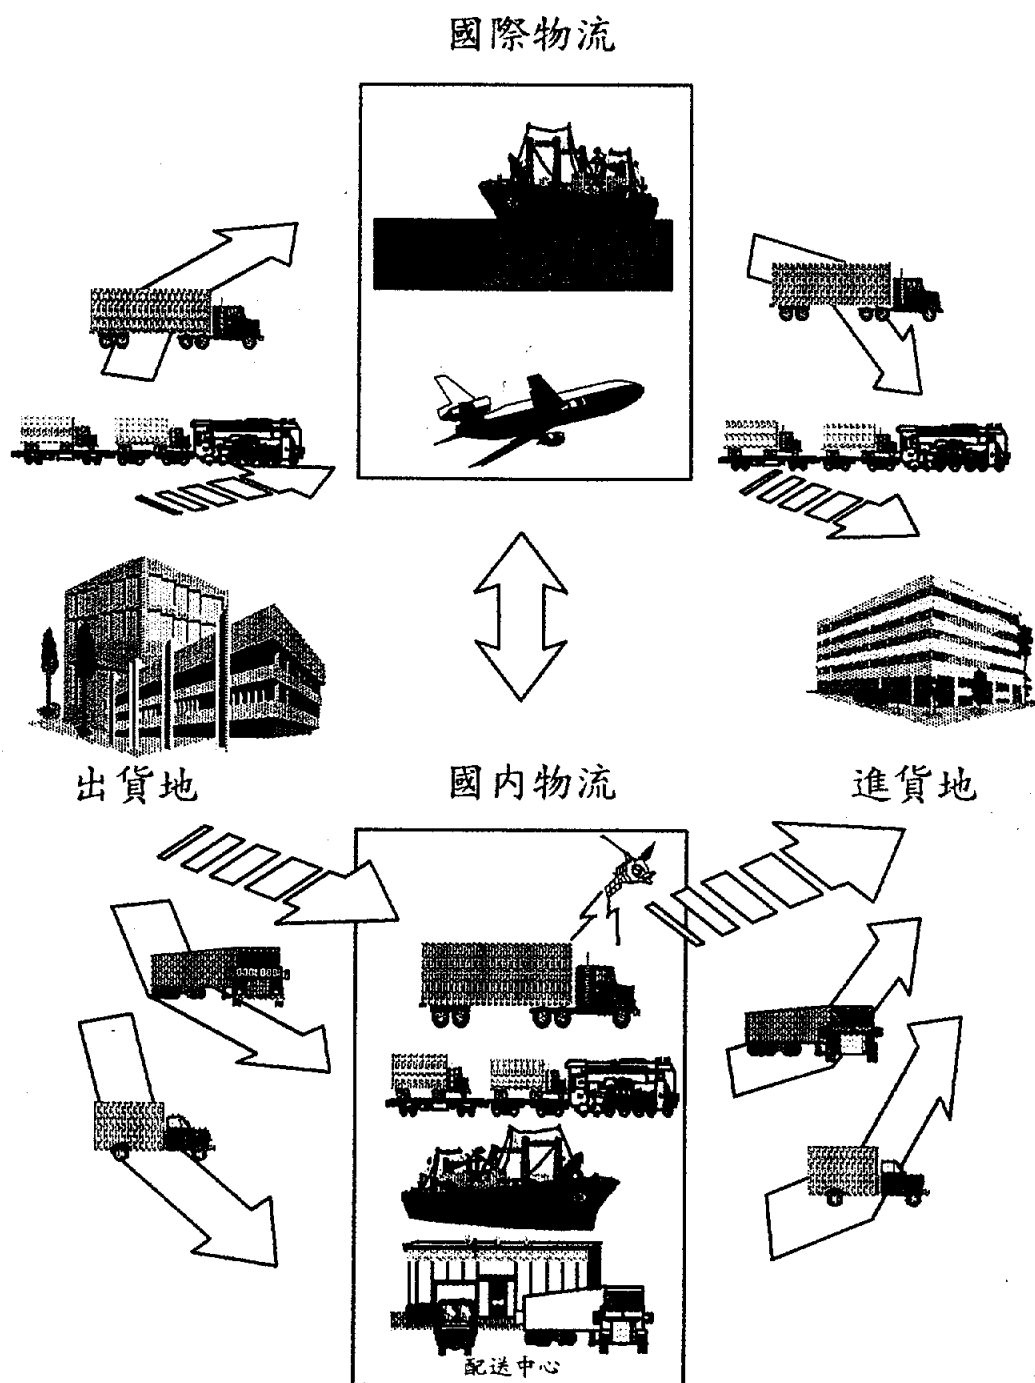 國際物流
出貨地
國内物流
進貨地
配送中心